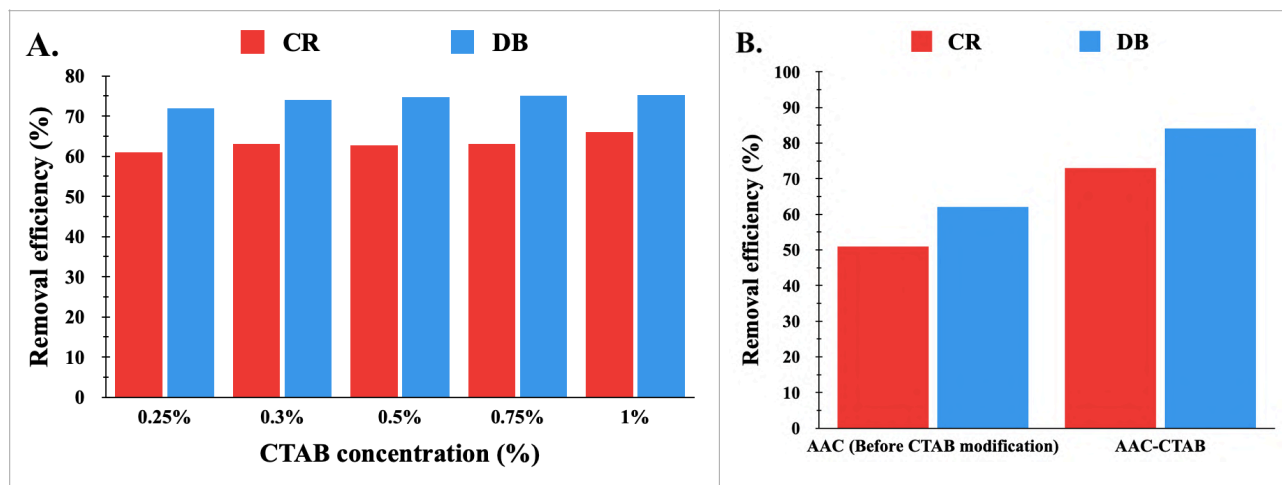 A.
CR DB
Removal efficiency (%)
80
70
60
50
40
30
20
10
0
0.25% 0.3% 0.5% 0.75% 1%
CTAB concentration (%)
B.
CR DB
Removal efficiency (%)
100
90
80
70
60
50
40
30
20
10
0
AAC (Before CTAB modification) AAC-CTAB